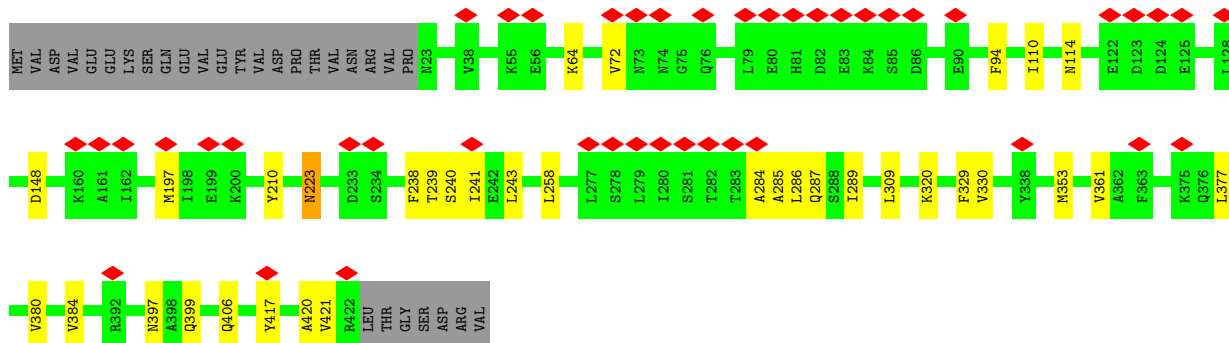 MET VAL ASP VAL GLU GLU LYS SER GLN GLU VAL GLU TYR VAL ASP PRO THR VAL ASN ARG VAL PRO N23 V38 K55 E56 K64 V72 N73 N74 G75 Q76 L79 E80 H81 D82 E83 K84 S85 D86 E90 F94 I110 N114 E122 D123 D124 E125 L128
D148 K160 A161 I162 M197 I198 E199 K200 Y210 N223 D233 S234 F238 T239 S240 I241 E242 L243 L258 L277 S278 L279 I280 S281 T282 T283 A284 A285 L286 Q287 S288 I289 L309 K320 F329 V330 Y338 M353 V361 A362 F363 K375 Q376 L377
V380 V384 R392 N397 A398 Q399 Q406 Y417 A420 V421 R422 LEU THR GLY SER ASP ARG VAL